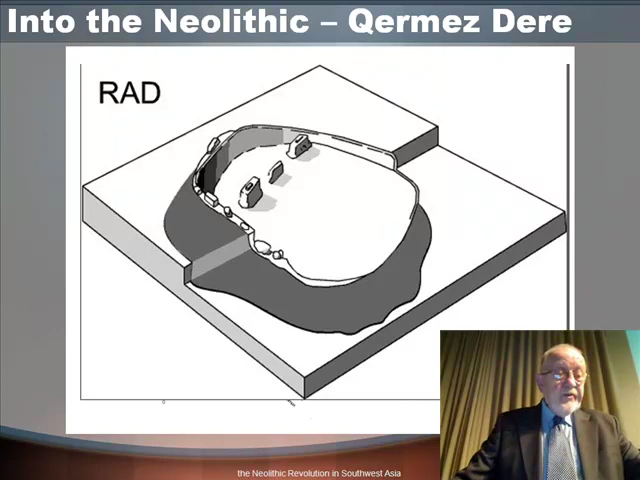 Into the Neolithic – Qermez Dere
RAD
the Neolithic Revolution in Southwest Asia